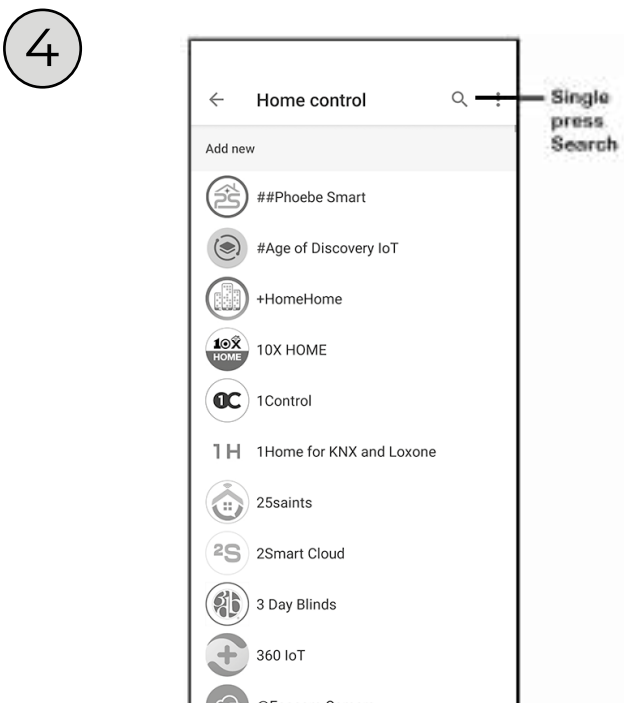 4
Home control
Single
press
Search
Add new
##Phoebe Smart
#Age of Discovery IoT
+HomeHome
10X
HOME
10X HOME
1C
1Control
1H
1Home for KNX and Loxone
25saints
2S
2Smart Cloud
3 Day Blinds
360 IoT